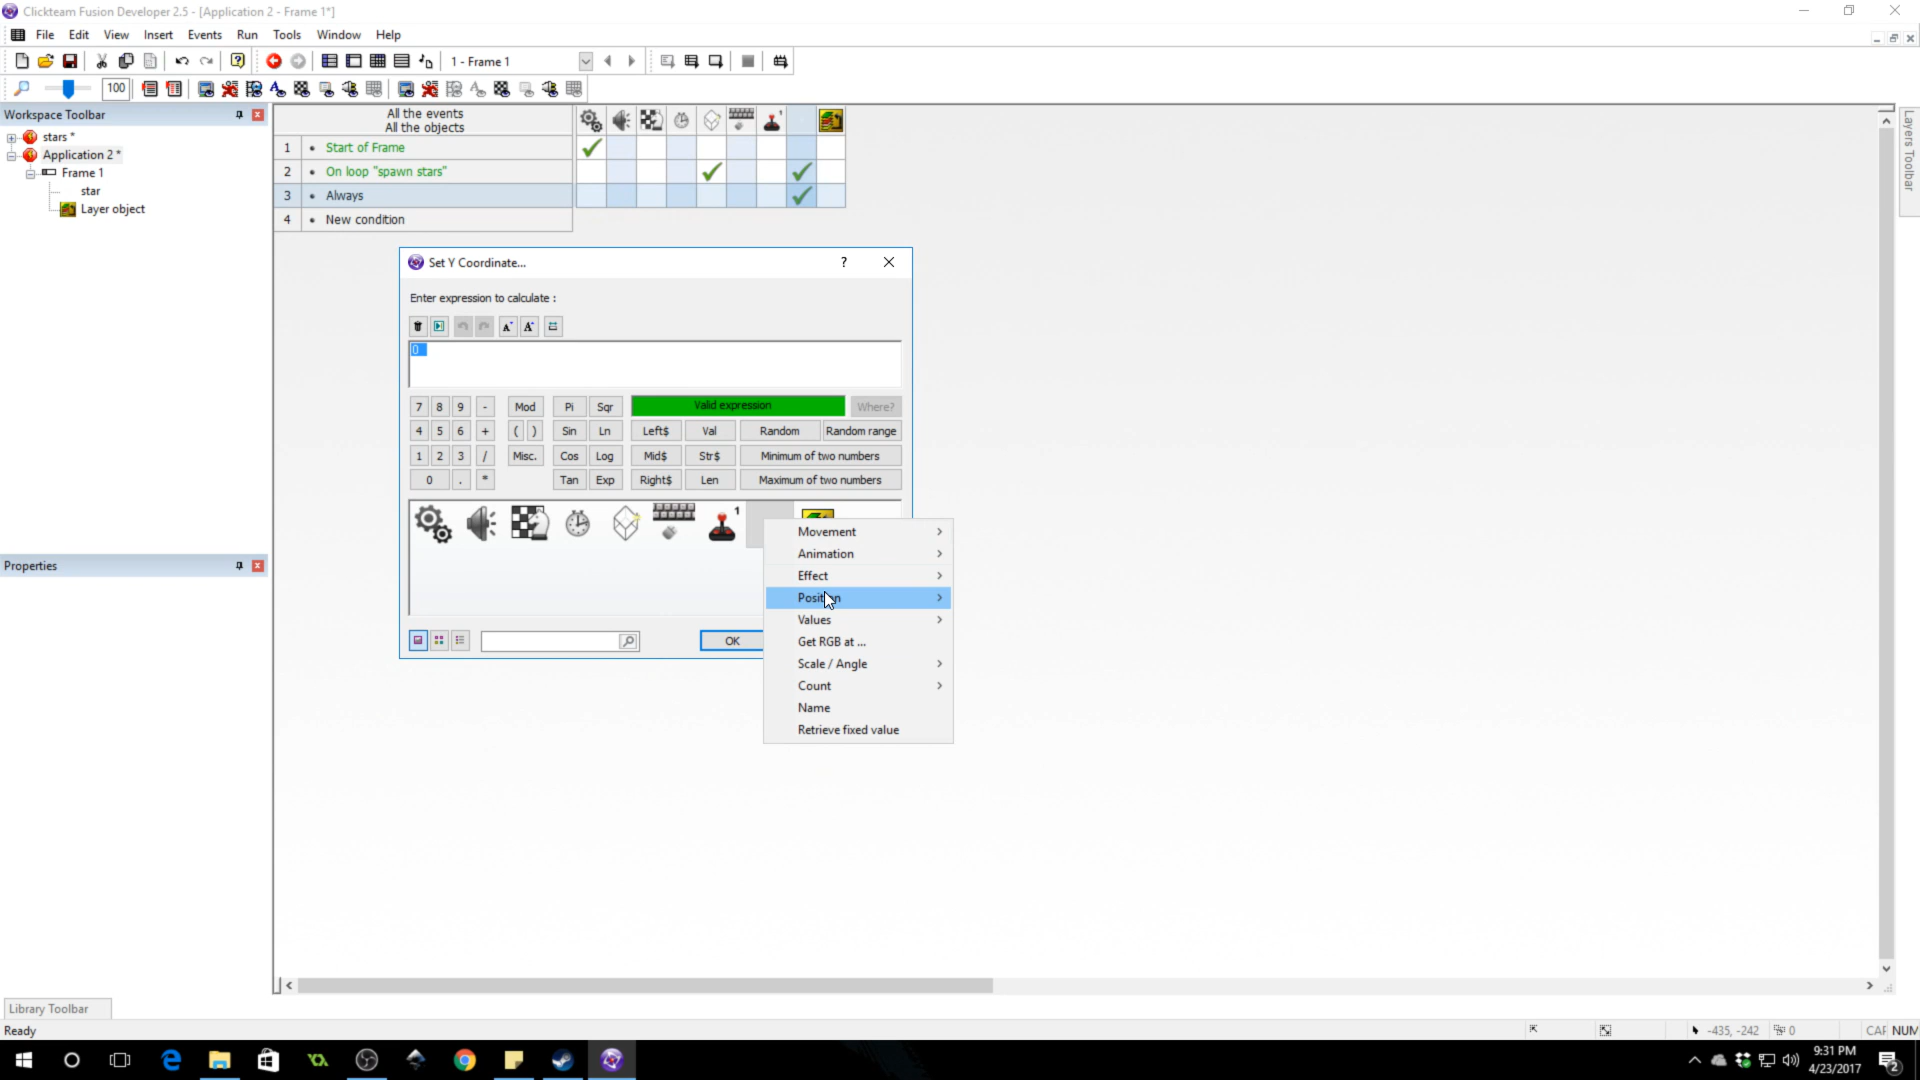 Clickteam Fusion Developer 2.5 - [Application 2 - Frame 1*]
File Edit View Insert Events Run Tools Window Help
1 - Frame 1
100
Workspace Toolbar
stars *
Application 2 *
Frame 1
star
Layer object
All the events
All the objects
1 • Start of Frame
2 • On loop "spawn stars"
3 • Always
4 • New condition
Layers Toolbar
Set Y Coordinate...
?
Enter expression to calculate :
0
7 8 9 - Mod Pi Sqr Valid expression Where?
4 5 6 + ( ) Sin Ln Left$ Val Random Random range
1 2 3 / Misc. Cos Log Mid$ Str$ Minimum of two numbers
0 . * Tan Exp Right$ Len Maximum of two numbers
1
Movement
Animation
Effect
Position
Values
Get RGB at ...
Scale / Angle
Count
Name
Retrieve fixed value
OK
Properties
Library Toolbar
Ready
-435, -242
0
CAP NUM
9:31 PM
4/23/2017
2